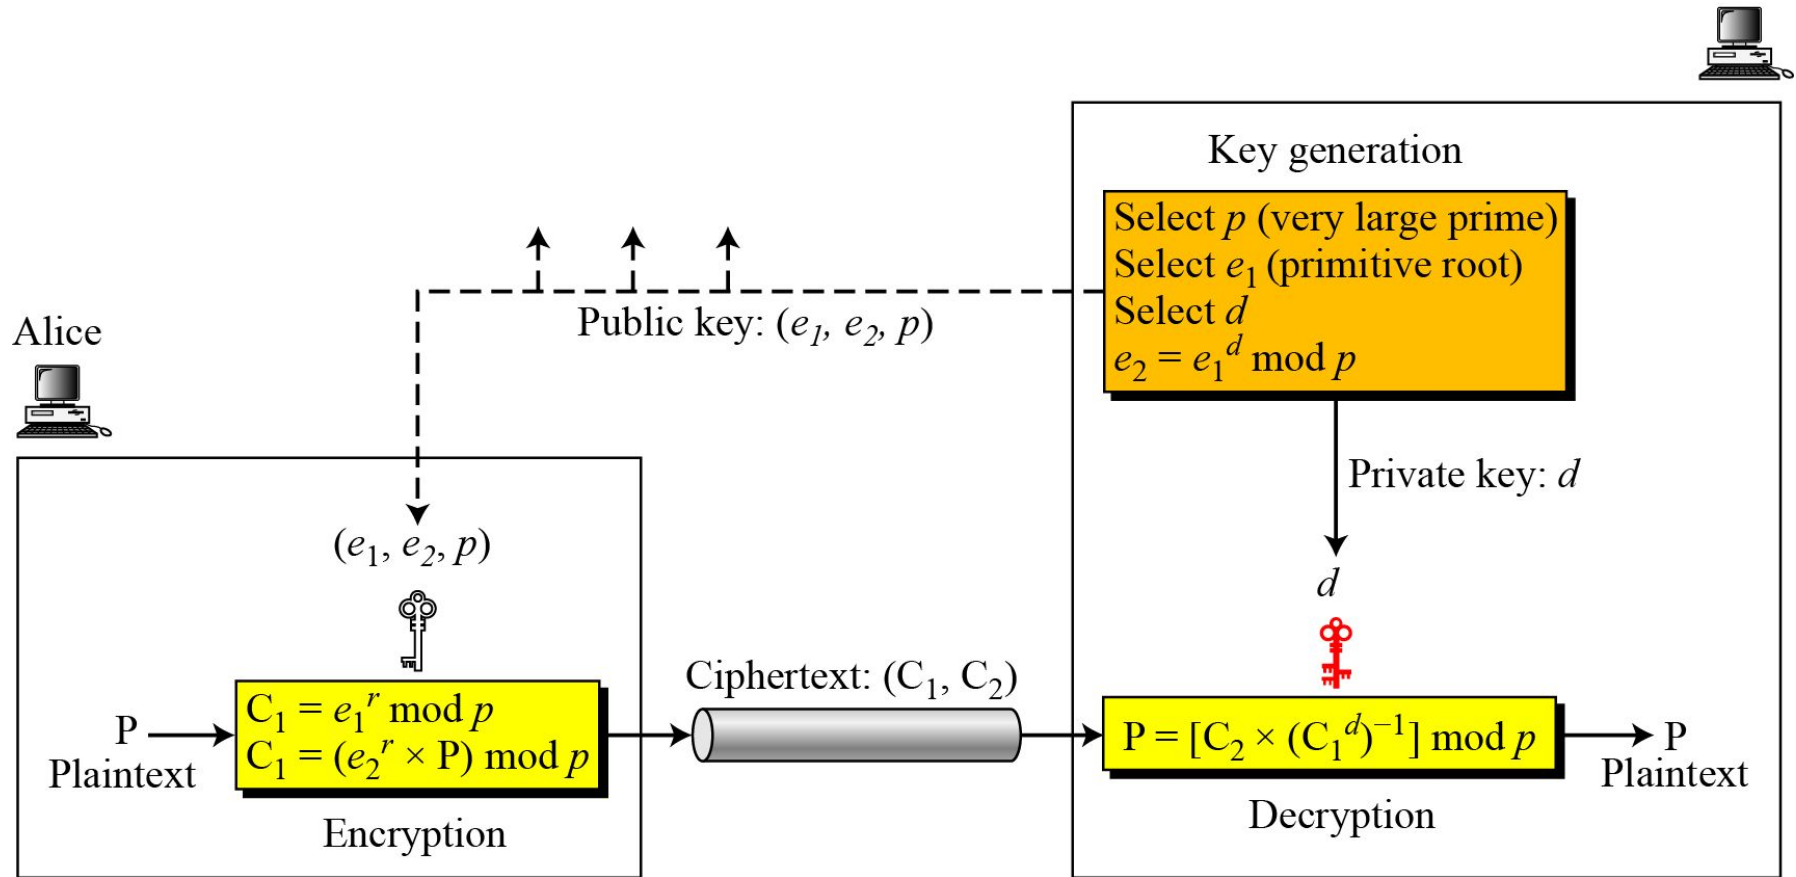 Key generation
Select p (very large prime)
Select e₁ (primitive root)
Select d
e₂ = e₁ᵈ mod p
Public key: (e₁, e₂, p)
Alice
Private key: d
(e₁, e₂, p)
d
Ciphertext: (C₁, C₂)
P
Plaintext
C₁ = e₁ʳ mod p
C₁ = (e₂ʳ × P) mod p
Encryption
P = [C₂ × (C₁ᵈ)⁻¹] mod p
Decryption
P
Plaintext